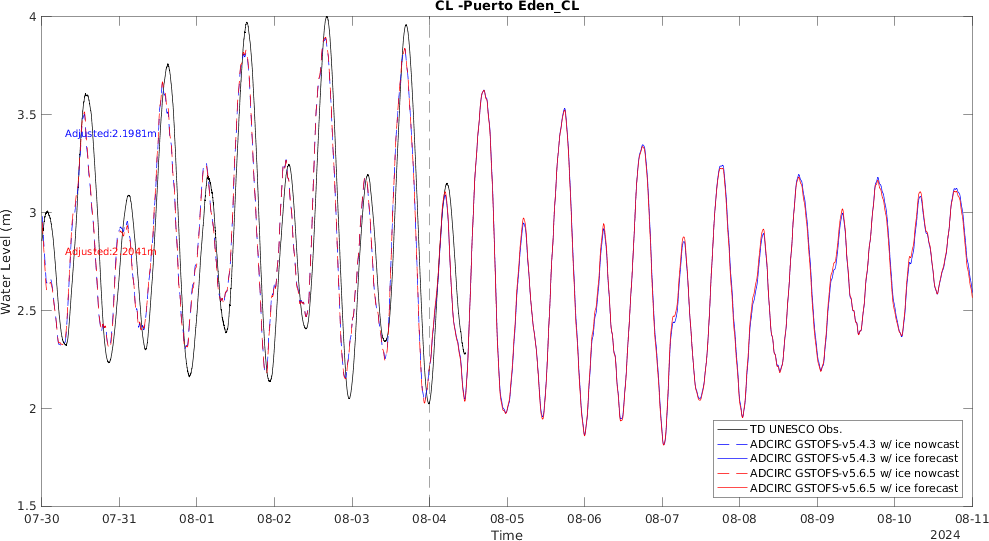 CL -Puerto Eden_CL
4
3.5
3
2.5
2
1.5
Water Level (m)
Adjusted:2.1981m
Adjusted:2.2041m
TD UNESCO Obs.
ADCIRC GSTOFS-v5.4.3 w/ ice nowcast
ADCIRC GSTOFS-v5.4.3 w/ ice forecast
ADCIRC GSTOFS-v5.6.5 w/ ice nowcast
ADCIRC GSTOFS-v5.6.5 w/ ice forecast
07-30 07-31 08-01 08-02 08-03 08-04 08-05 08-06 08-07 08-08 08-09 08-10 08-11
Time
2024